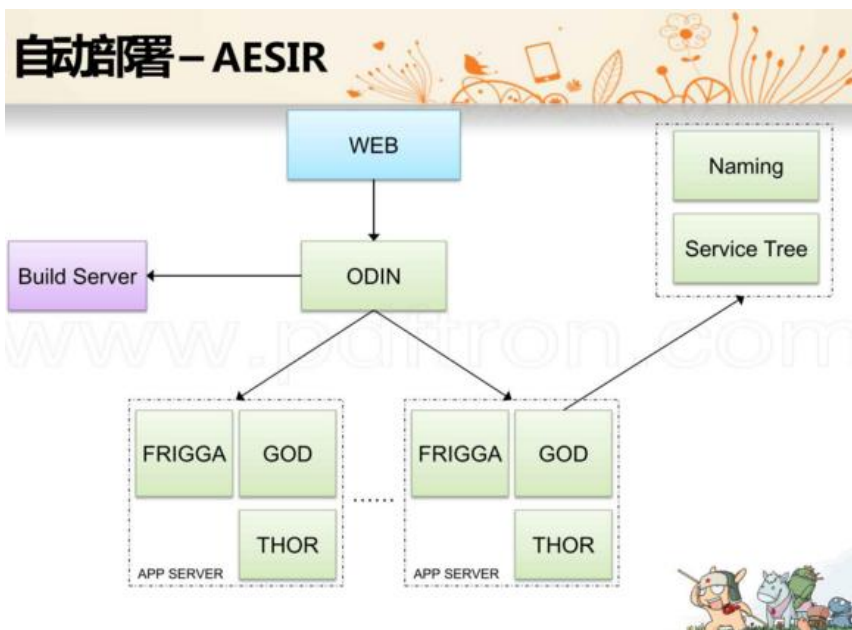 自动部署 – AESIR
WEB
Naming
Service Tree
Build Server
ODIN
www.pdftron.com
FRIGGA
GOD
THOR
APP SERVER
......
FRIGGA
GOD
THOR
APP SERVER